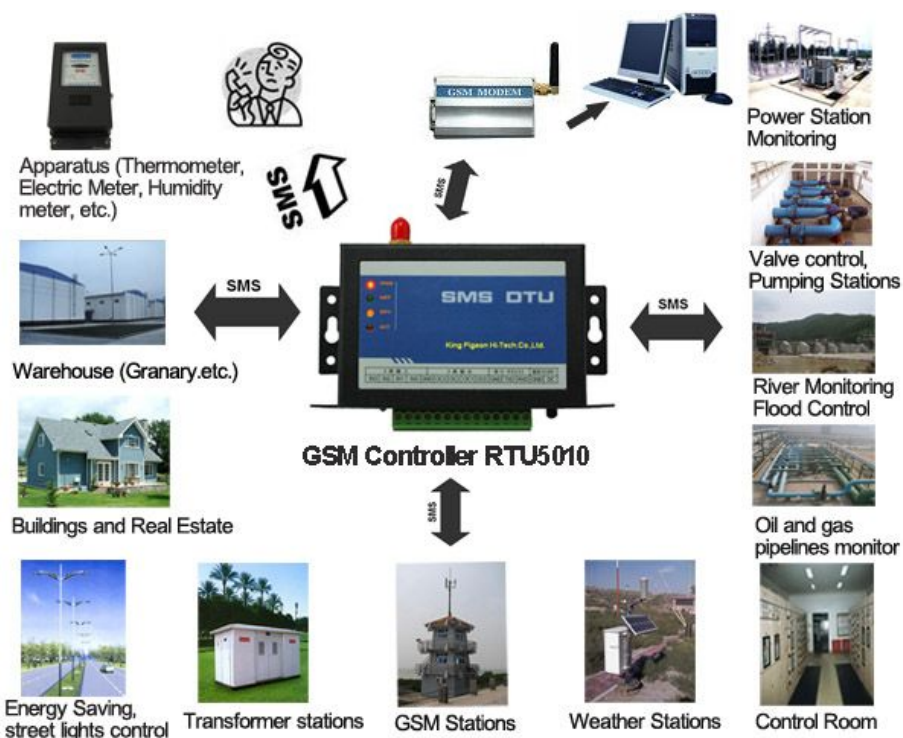 GSM MODEM
Power Station
Monitoring
Apparatus (Thermometer,
Electric Meter, Humidity
meter, etc.)
SMS
SMS
Valve control,
Pumping Stations
SMS
SMS
SMS DTU
King Pigeon Hi-Tech.Co.,Ltd.
Warehouse (Granary.etc.)
River Monitoring
Flood Control
GSM Controller RTU5010
SMS
Buildings and Real Estate
Oil and gas
pipelines monitor
Energy Saving,
street lights control
Transformer stations
GSM Stations
Weather Stations
Control Room